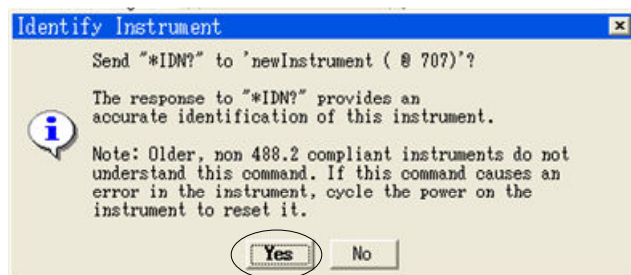 Identify Instrument
Send "*IDN?" to 'newInstrument ( @ 707)'?
The response to "*IDN?" provides an
accurate identification of this instrument.
Note: Older, non 488.2 compliant instruments do not
understand this command. If this command causes an
error in the instrument, cycle the power on the
instrument to reset it.
Yes No